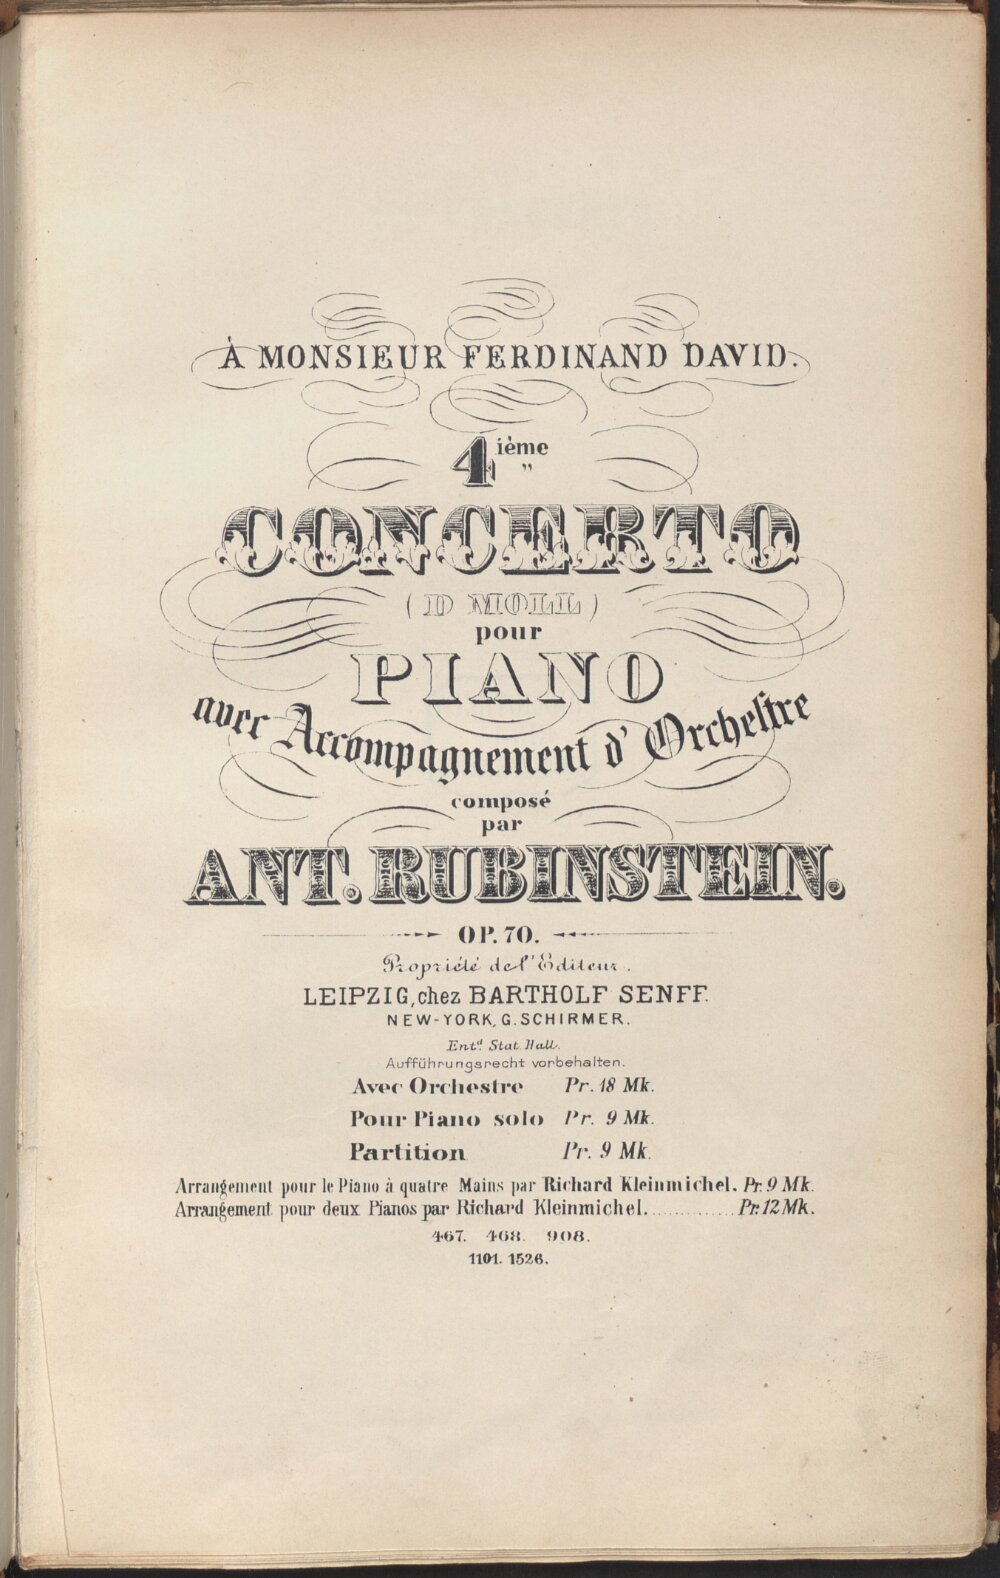 À MONSIEUR FERDINAND DAVID.
4ième
CONCERTO
(D MOLL)
pour
PIANO
avec Accompagnement d'Orchestre
composé
par
ANT. RUBINSTEIN.
OP. 70.
Propriété de l'Editeur.
LEIPZIG, chez BARTHOLF SENFF.
NEW-YORK, G. SCHIRMER.
Entd. Stat. Hall.
Aufführungsrecht vorbehalten.
Avec Orchestre Pr. 18 Mk.
Pour Piano solo Pr. 9 Mk.
Partition Pr. 9 Mk.
Arrangement pour le Piano à quatre Mains par Richard Kleinmichel. Pr. 9 Mk.
Arrangement pour deux Pianos par Richard Kleinmichel. ............ Pr. 12 Mk.
467. 468. 908.
1101. 1526.